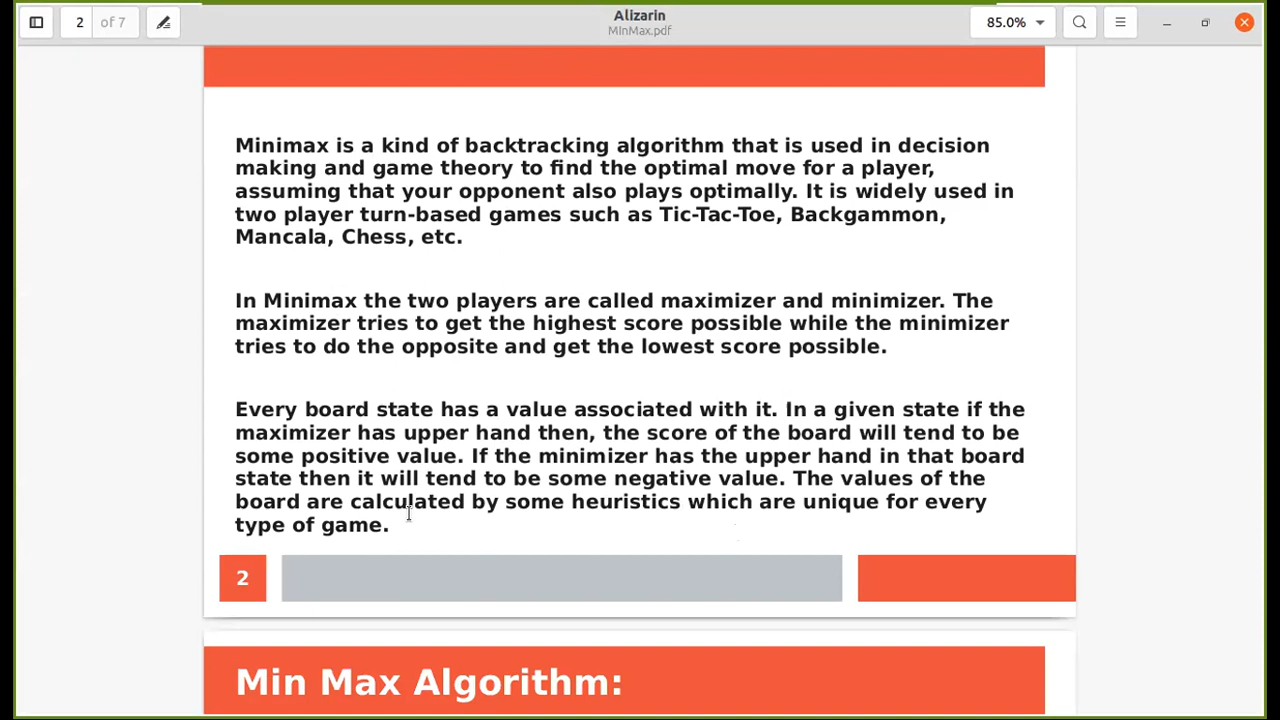 Alizarin
MInMax.pdf
2 of 7
85.0%
Minimax is a kind of backtracking algorithm that is used in decision
making and game theory to find the optimal move for a player,
assuming that your opponent also plays optimally. It is widely used in
two player turn-based games such as Tic-Tac-Toe, Backgammon,
Mancala, Chess, etc.
In Minimax the two players are called maximizer and minimizer. The
maximizer tries to get the highest score possible while the minimizer
tries to do the opposite and get the lowest score possible.
Every board state has a value associated with it. In a given state if the
maximizer has upper hand then, the score of the board will tend to be
some positive value. If the minimizer has the upper hand in that board
state then it will tend to be some negative value. The values of the
board are calculated by some heuristics which are unique for every
type of game.
2
Min Max Algorithm: